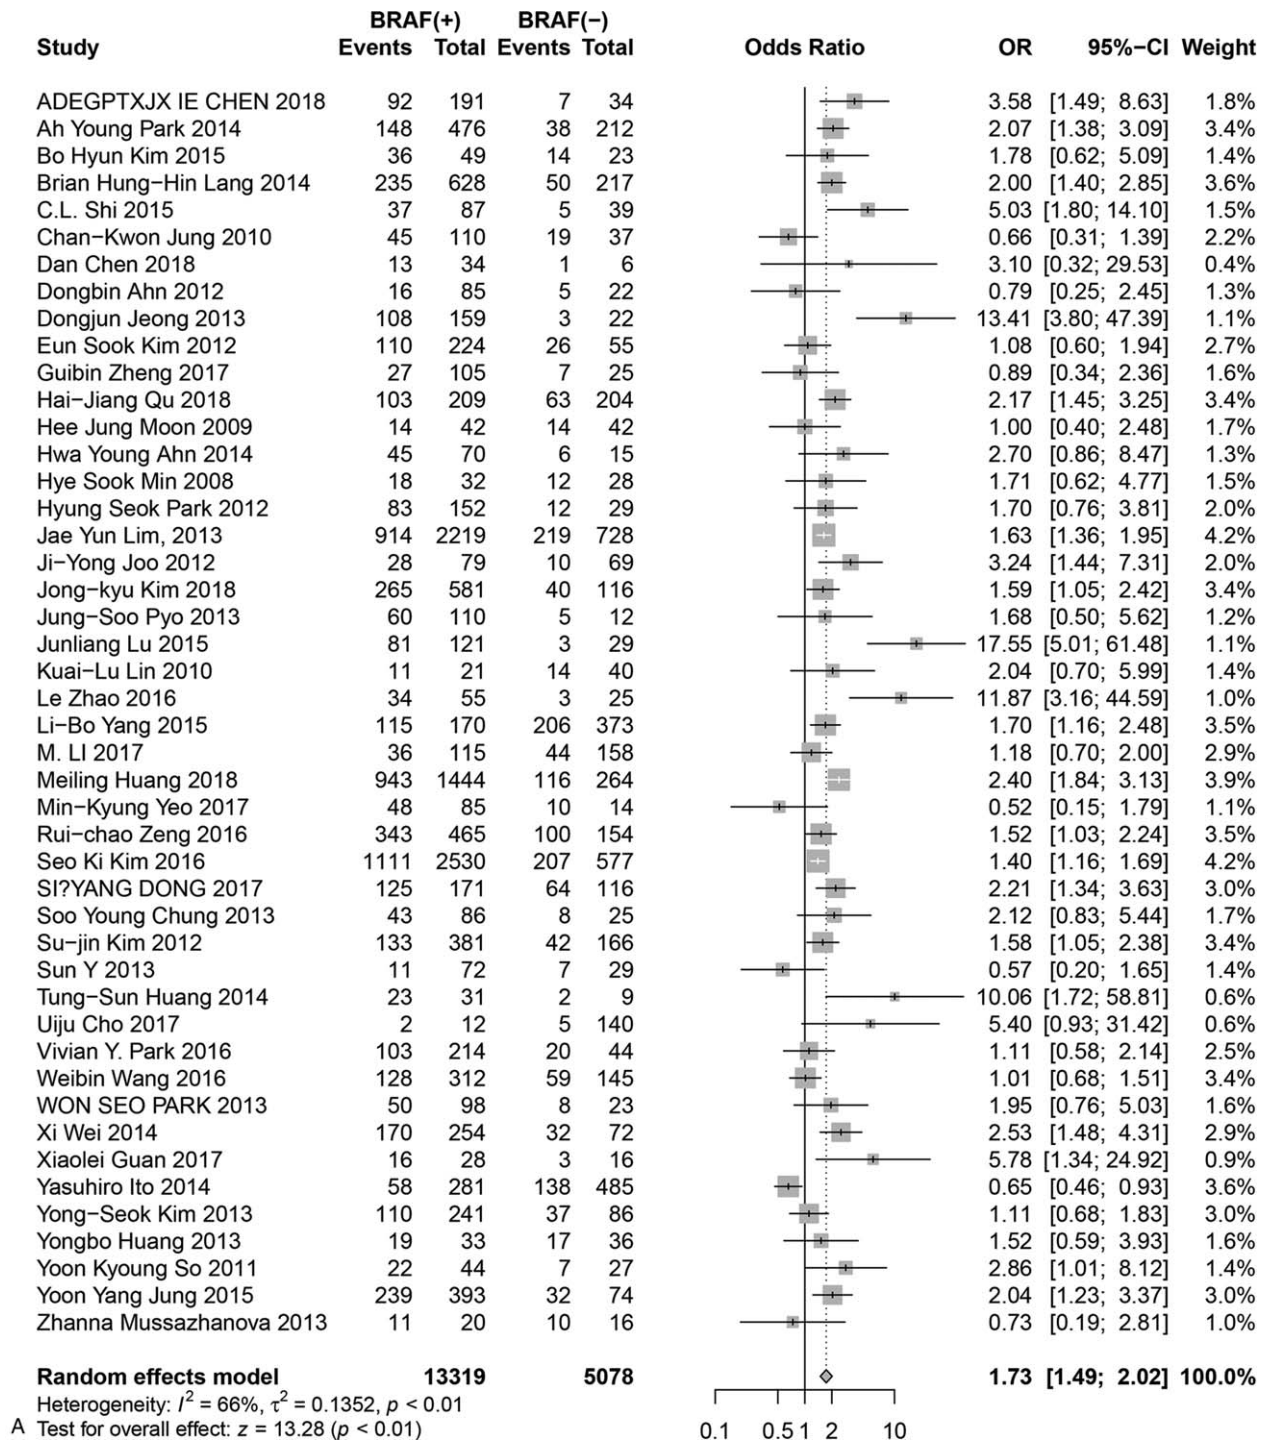 BRAF(+) BRAF(−)
Study Events Total Events Total Odds Ratio OR 95%−CI Weight
ADEGPTXJX IE CHEN 2018 92 191 7 34 3.58 [1.49; 8.63] 1.8%
Ah Young Park 2014 148 476 38 212 2.07 [1.38; 3.09] 3.4%
Bo Hyun Kim 2015 36 49 14 23 1.78 [0.62; 5.09] 1.4%
Brian Hung−Hin Lang 2014 235 628 50 217 2.00 [1.40; 2.85] 3.6%
C.L. Shi 2015 37 87 5 39 5.03 [1.80; 14.10] 1.5%
Chan−Kwon Jung 2010 45 110 19 37 0.66 [0.31; 1.39] 2.2%
Dan Chen 2018 13 34 1 6 3.10 [0.32; 29.53] 0.4%
Dongbin Ahn 2012 16 85 5 22 0.79 [0.25; 2.45] 1.3%
Dongjun Jeong 2013 108 159 3 22 13.41 [3.80; 47.39] 1.1%
Eun Sook Kim 2012 110 224 26 55 1.08 [0.60; 1.94] 2.7%
Guibin Zheng 2017 27 105 7 25 0.89 [0.34; 2.36] 1.6%
Hai−Jiang Qu 2018 103 209 63 204 2.17 [1.45; 3.25] 3.4%
Hee Jung Moon 2009 14 42 14 42 1.00 [0.40; 2.48] 1.7%
Hwa Young Ahn 2014 45 70 6 15 2.70 [0.86; 8.47] 1.3%
Hye Sook Min 2008 18 32 12 28 1.71 [0.62; 4.77] 1.5%
Hyung Seok Park 2012 83 152 12 29 1.70 [0.76; 3.81] 2.0%
Jae Yun Lim, 2013 914 2219 219 728 1.63 [1.36; 1.95] 4.2%
Ji−Yong Joo 2012 28 79 10 69 3.24 [1.44; 7.31] 2.0%
Jong−kyu Kim 2018 265 581 40 116 1.59 [1.05; 2.42] 3.4%
Jung−Soo Pyo 2013 60 110 5 12 1.68 [0.50; 5.62] 1.2%
Junliang Lu 2015 81 121 3 29 17.55 [5.01; 61.48] 1.1%
Kuai−Lu Lin 2010 11 21 14 40 2.04 [0.70; 5.99] 1.4%
Le Zhao 2016 34 55 3 25 11.87 [3.16; 44.59] 1.0%
Li−Bo Yang 2015 115 170 206 373 1.70 [1.16; 2.48] 3.5%
M. LI 2017 36 115 44 158 1.18 [0.70; 2.00] 2.9%
Meiling Huang 2018 943 1444 116 264 2.40 [1.84; 3.13] 3.9%
Min−Kyung Yeo 2017 48 85 10 14 0.52 [0.15; 1.79] 1.1%
Rui−chao Zeng 2016 343 465 100 154 1.52 [1.03; 2.24] 3.5%
Seo Ki Kim 2016 1111 2530 207 577 1.40 [1.16; 1.69] 4.2%
SI?YANG DONG 2017 125 171 64 116 2.21 [1.34; 3.63] 3.0%
Soo Young Chung 2013 43 86 8 25 2.12 [0.83; 5.44] 1.7%
Su−jin Kim 2012 133 381 42 166 1.58 [1.05; 2.38] 3.4%
Sun Y 2013 11 72 7 29 0.57 [0.20; 1.65] 1.4%
Tung−Sun Huang 2014 23 31 2 9 10.06 [1.72; 58.81] 0.6%
Uiju Cho 2017 2 12 5 140 5.40 [0.93; 31.42] 0.6%
Vivian Y. Park 2016 103 214 20 44 1.11 [0.58; 2.14] 2.5%
Weibin Wang 2016 128 312 59 145 1.01 [0.68; 1.51] 3.4%
WON SEO PARK 2013 50 98 8 23 1.95 [0.76; 5.03] 1.6%
Xi Wei 2014 170 254 32 72 2.53 [1.48; 4.31] 2.9%
Xiaolei Guan 2017 16 28 3 16 5.78 [1.34; 24.92] 0.9%
Yasuhiro Ito 2014 58 281 138 485 0.65 [0.46; 0.93] 3.6%
Yong−Seok Kim 2013 110 241 37 86 1.11 [0.68; 1.83] 3.0%
Yongbo Huang 2013 19 33 17 36 1.52 [0.59; 3.93] 1.6%
Yoon Kyoung So 2011 22 44 7 27 2.86 [1.01; 8.12] 1.4%
Yoon Yang Jung 2015 239 393 32 74 2.04 [1.23; 3.37] 3.0%
Zhanna Mussazhanova 2013 11 20 10 16 0.73 [0.19; 2.81] 1.0%
Random effects model 13319 5078 1.73 [1.49; 2.02] 100.0%
Heterogeneity: I² = 66%, τ² = 0.1352, p < 0.01
A Test for overall effect: z = 13.28 (p < 0.01)
0.1 0.5 1 2 10